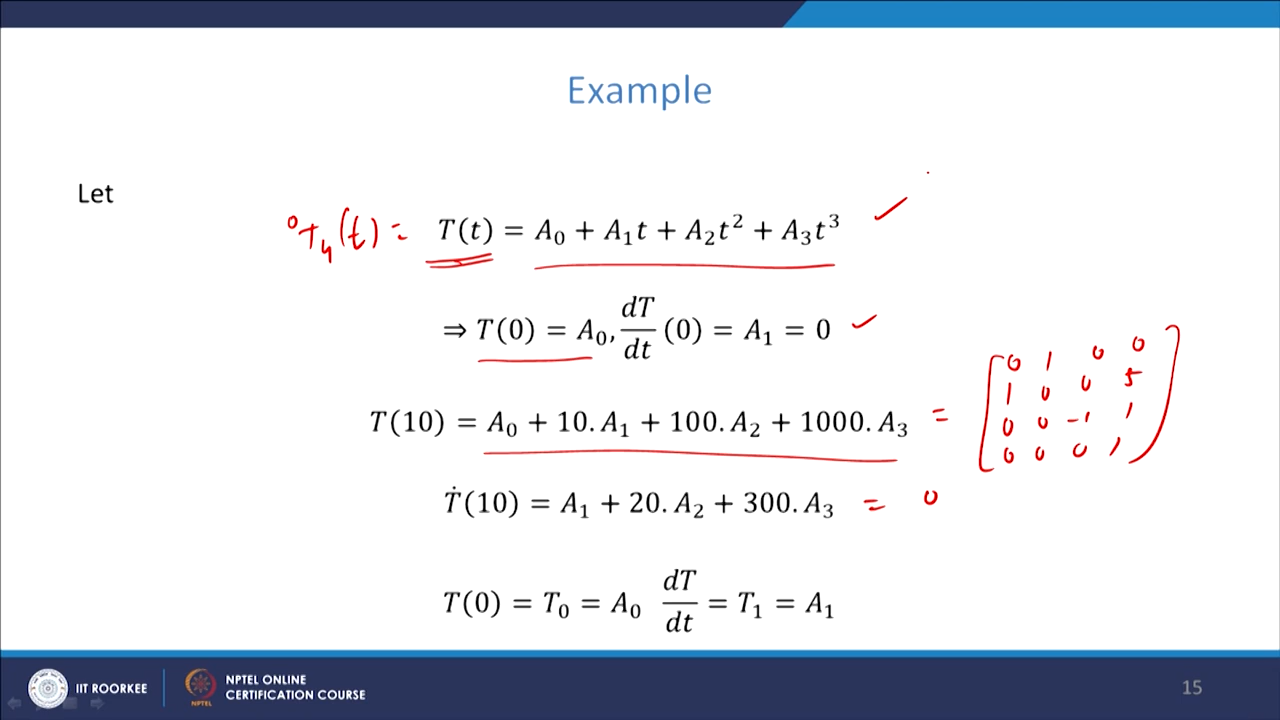 Example
Let
⁰T₄(t) = T(t) = A₀ + A₁t + A₂t² + A₃t³ ✓
⇒ T(0) = A₀, dT/dt (0) = A₁ = 0 ✓
T(10) = A₀ + 10. A₁ + 100. A₂ + 1000. A₃ =
0 1 0 0
1 0 0 5
0 0 -1 1
0 0 0 1
Ṫ(10) = A₁ + 20. A₂ + 300. A₃ = 0
T(0) = T₀ = A₀ dT/dt = T₁ = A₁
IIT ROORKEE
NPTEL
NPTEL ONLINE
CERTIFICATION COURSE
15